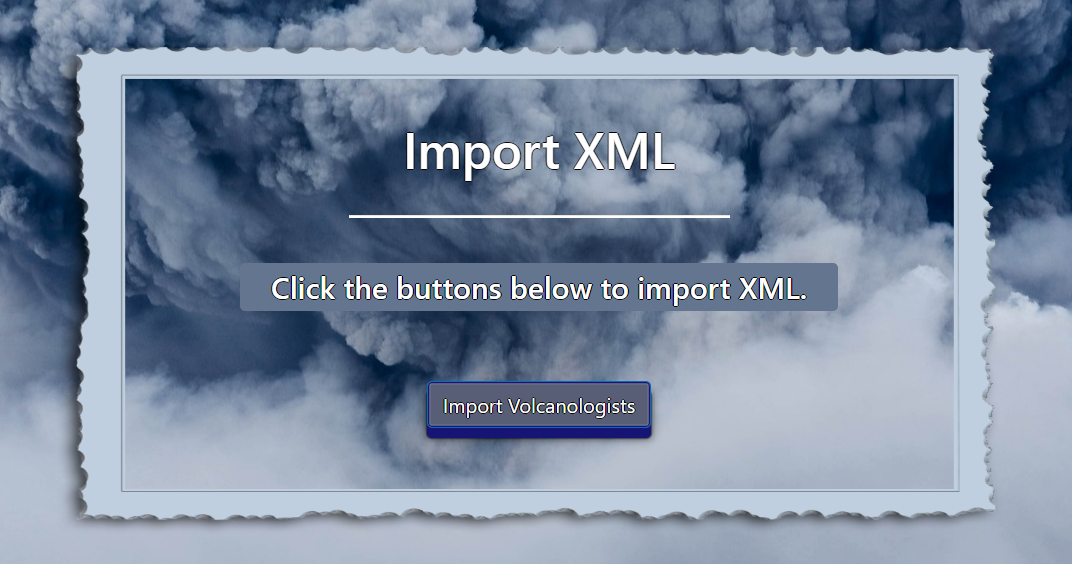 Import XML
Click the buttons below to import XML.
Import Volcanologists